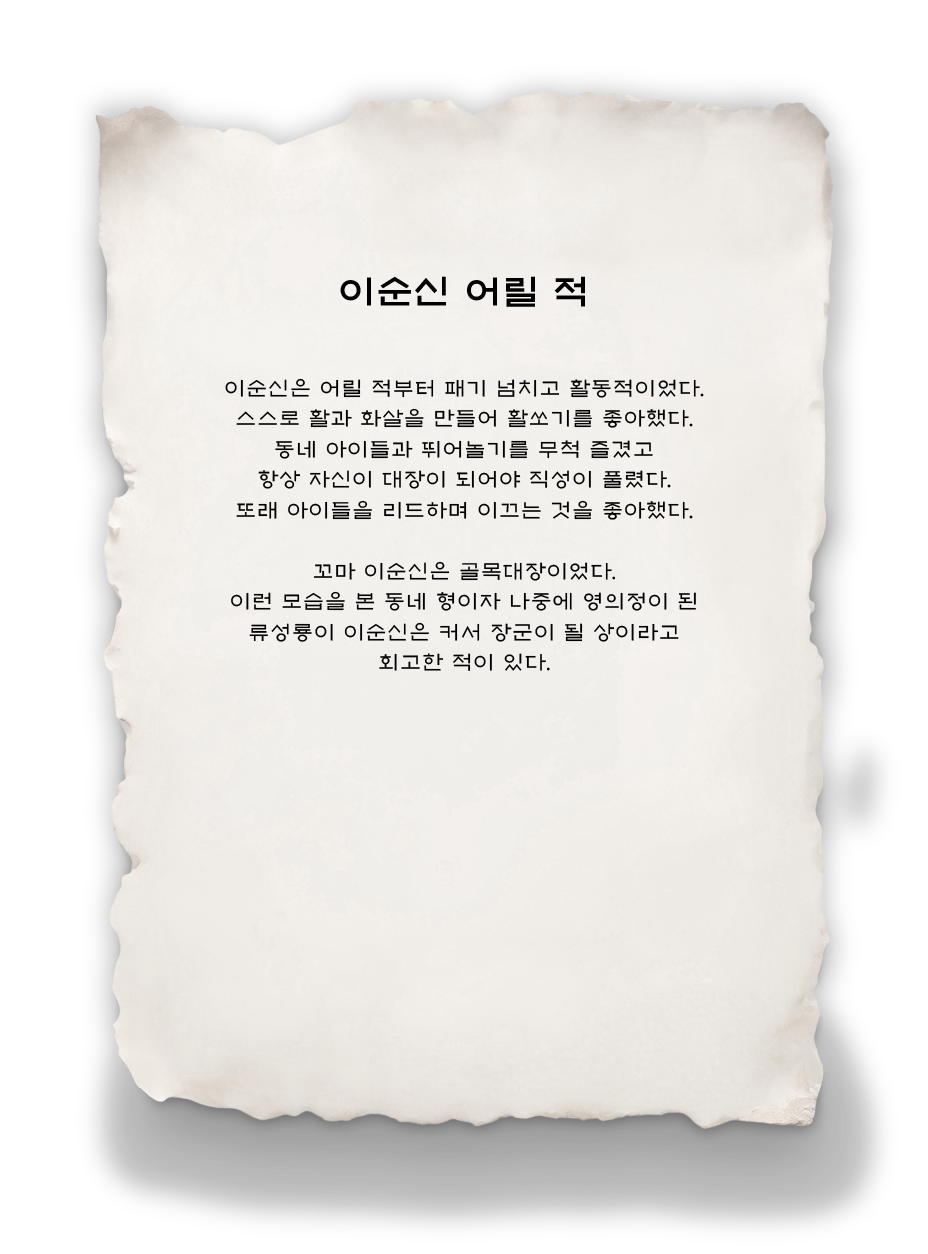 이순신 어릴 적
이순신은 어릴 적부터 패기 넘치고 활동적이었다.
스스로 활과 화살을 만들어 활쏘기를 좋아했다.
동네 아이들과 뛰어놀기를 무척 즐겼고
항상 자신이 대장이 되어야 직성이 풀렸다.
또래 아이들을 리드하며 이끄는 것을 좋아했다.
꼬마 이순신은 골목대장이었다.
이런 모습을 본 동네 형이자 나중에 영의정이 된
류성룡이 이순신은 커서 장군이 될 상이라고
회고한 적이 있다.